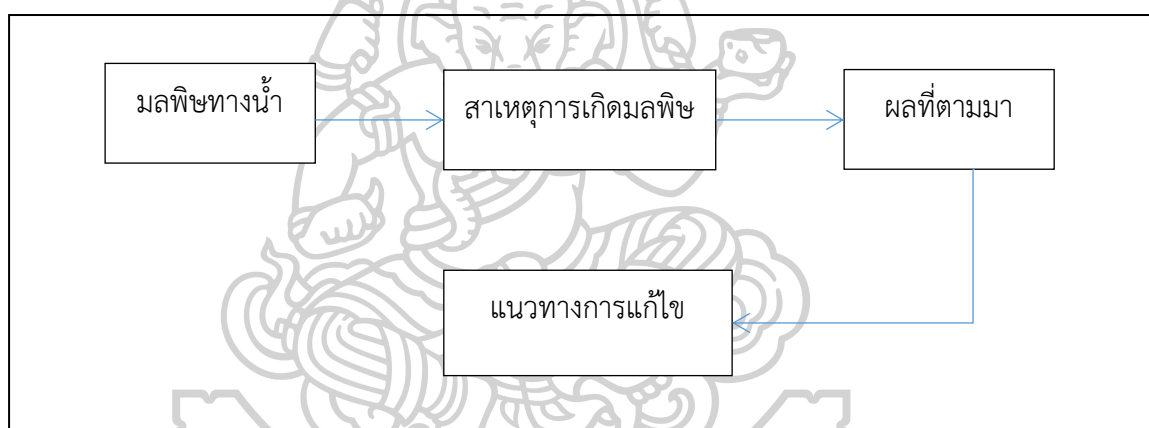 มลพิษทางน้ำ
สาเหตุการเกิดมลพิษ
ผลที่ตามมา
แนวทางการแก้ไข